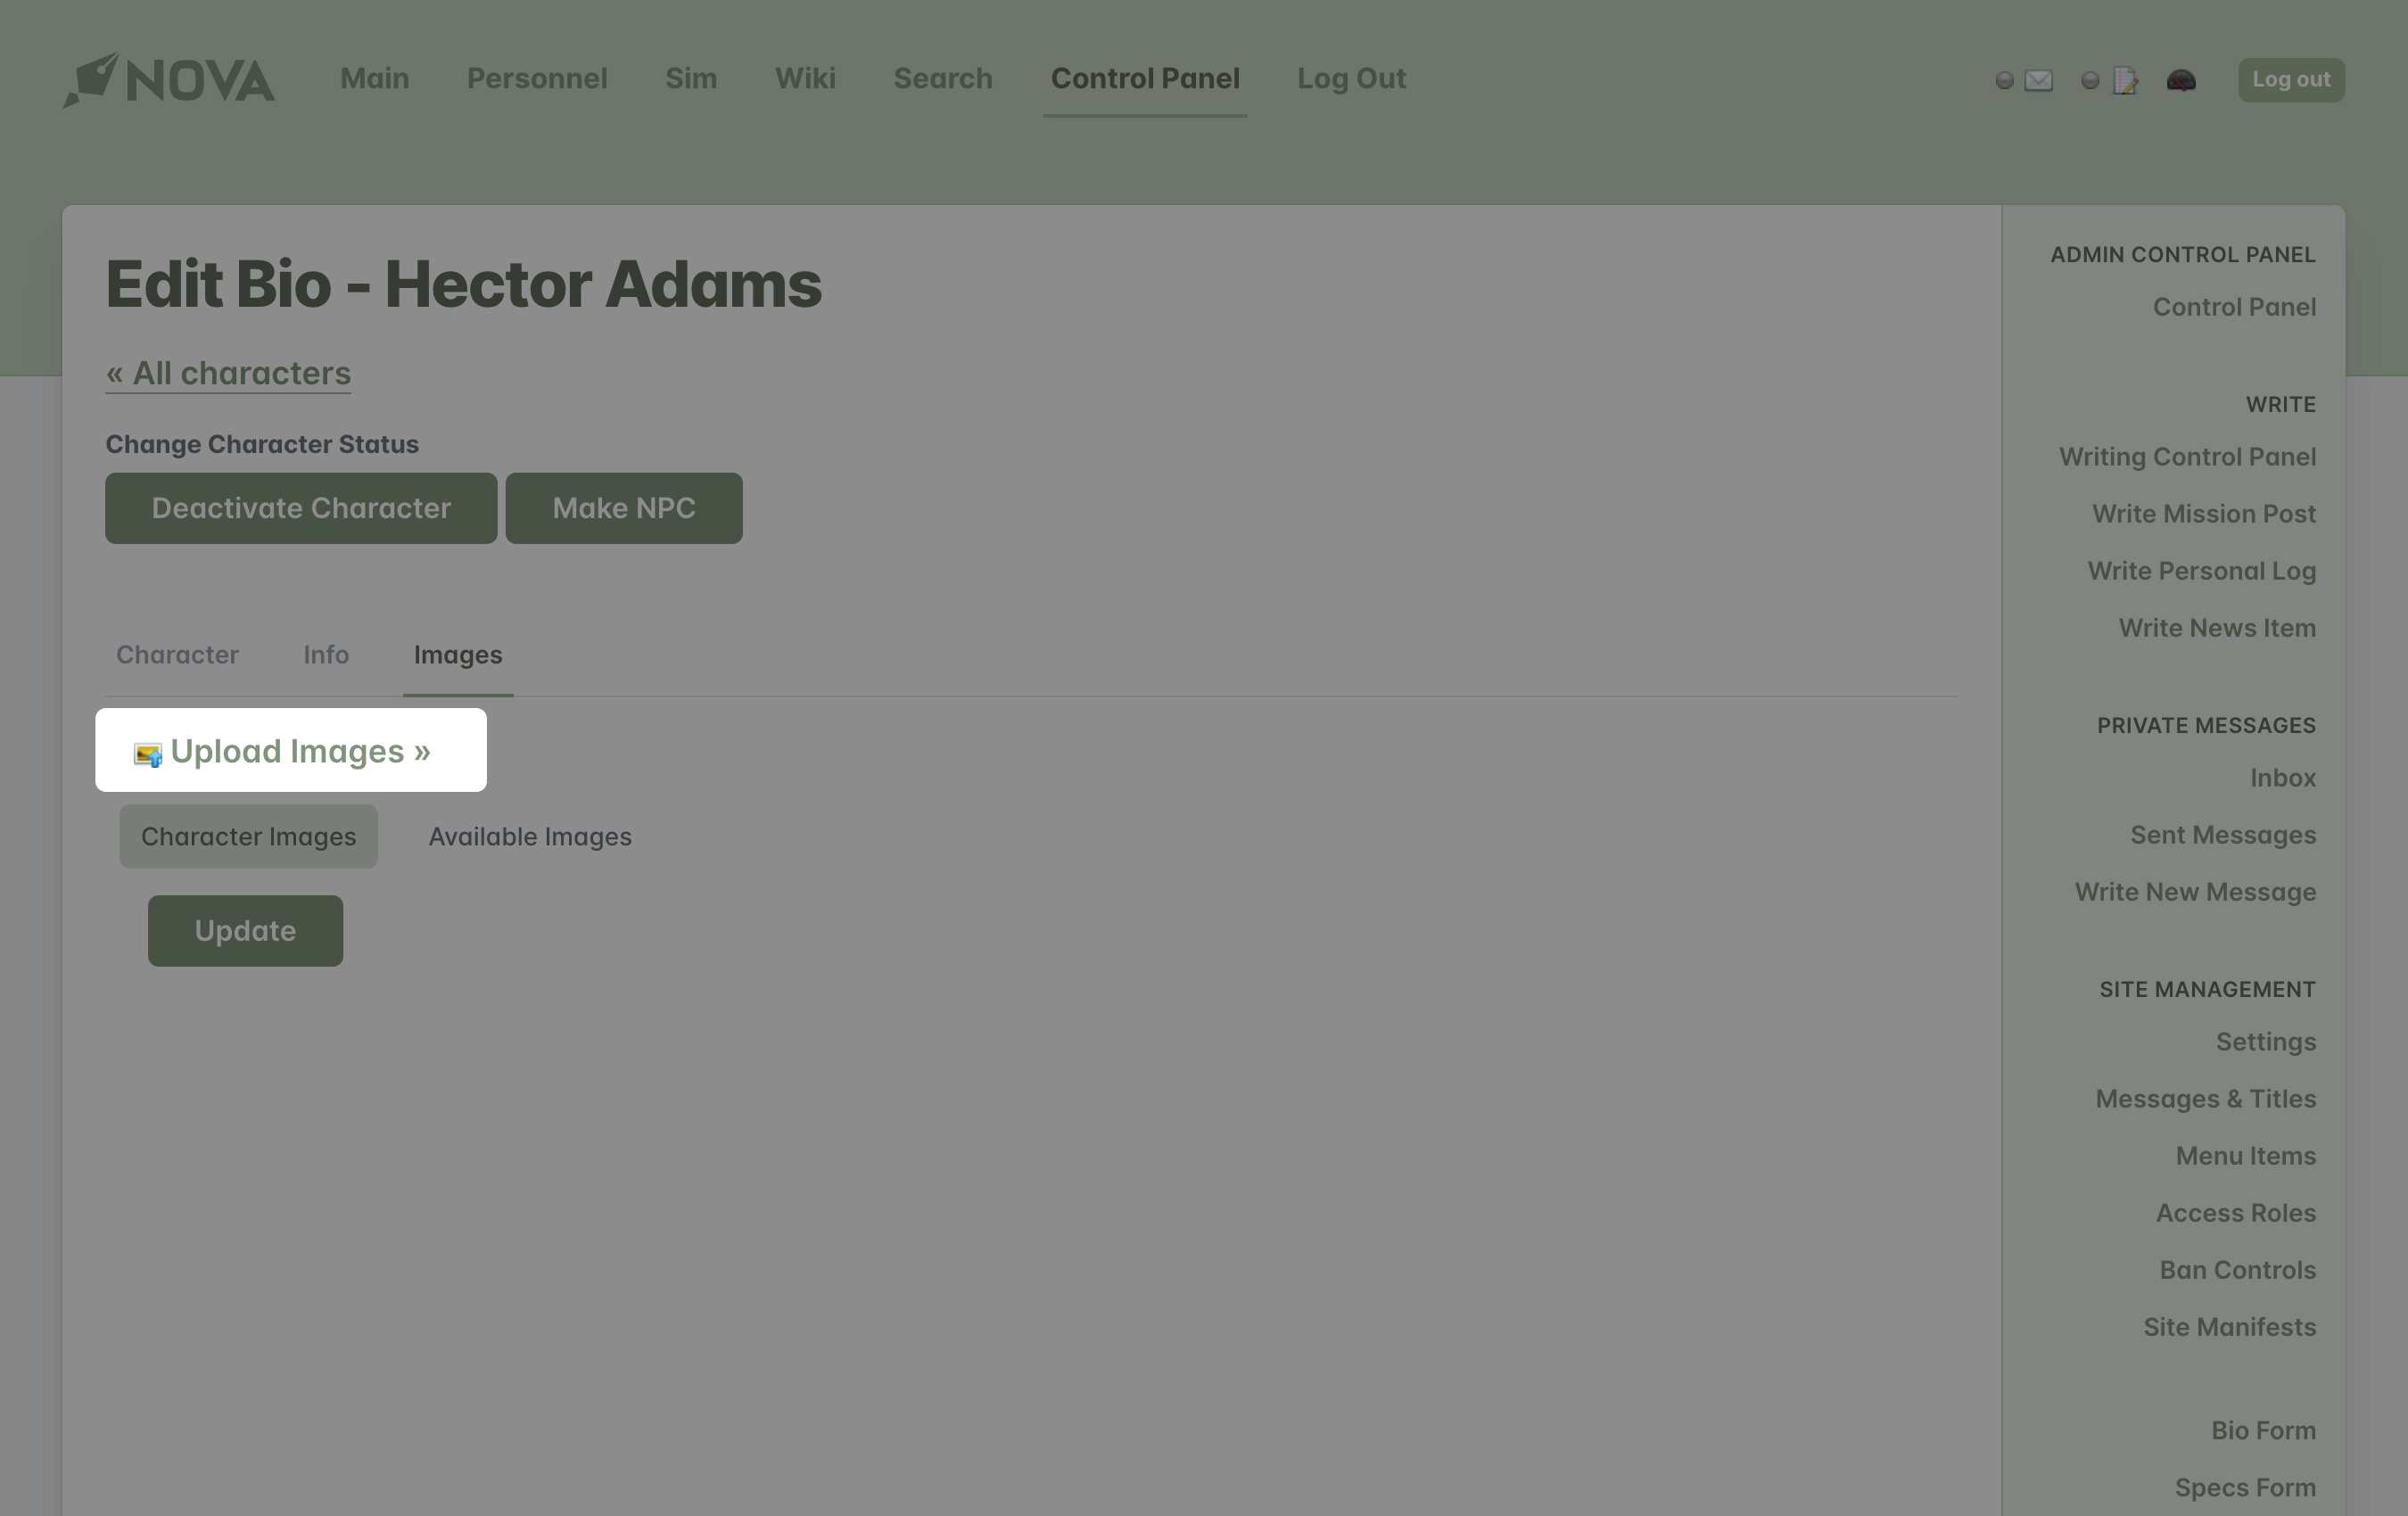 NOVA
Main Personnel Sim Wiki Search Control Panel Log Out
Log out
Edit Bio - Hector Adams
« All characters
Change Character Status
Deactivate Character Make NPC
Character Info Images
Upload Images »
Character Images Available Images
Update
ADMIN CONTROL PANEL
Control Panel
WRITE
Writing Control Panel
Write Mission Post
Write Personal Log
Write News Item
PRIVATE MESSAGES
Inbox
Sent Messages
Write New Message
SITE MANAGEMENT
Settings
Messages & Titles
Menu Items
Access Roles
Ban Controls
Site Manifests
Bio Form
Specs Form